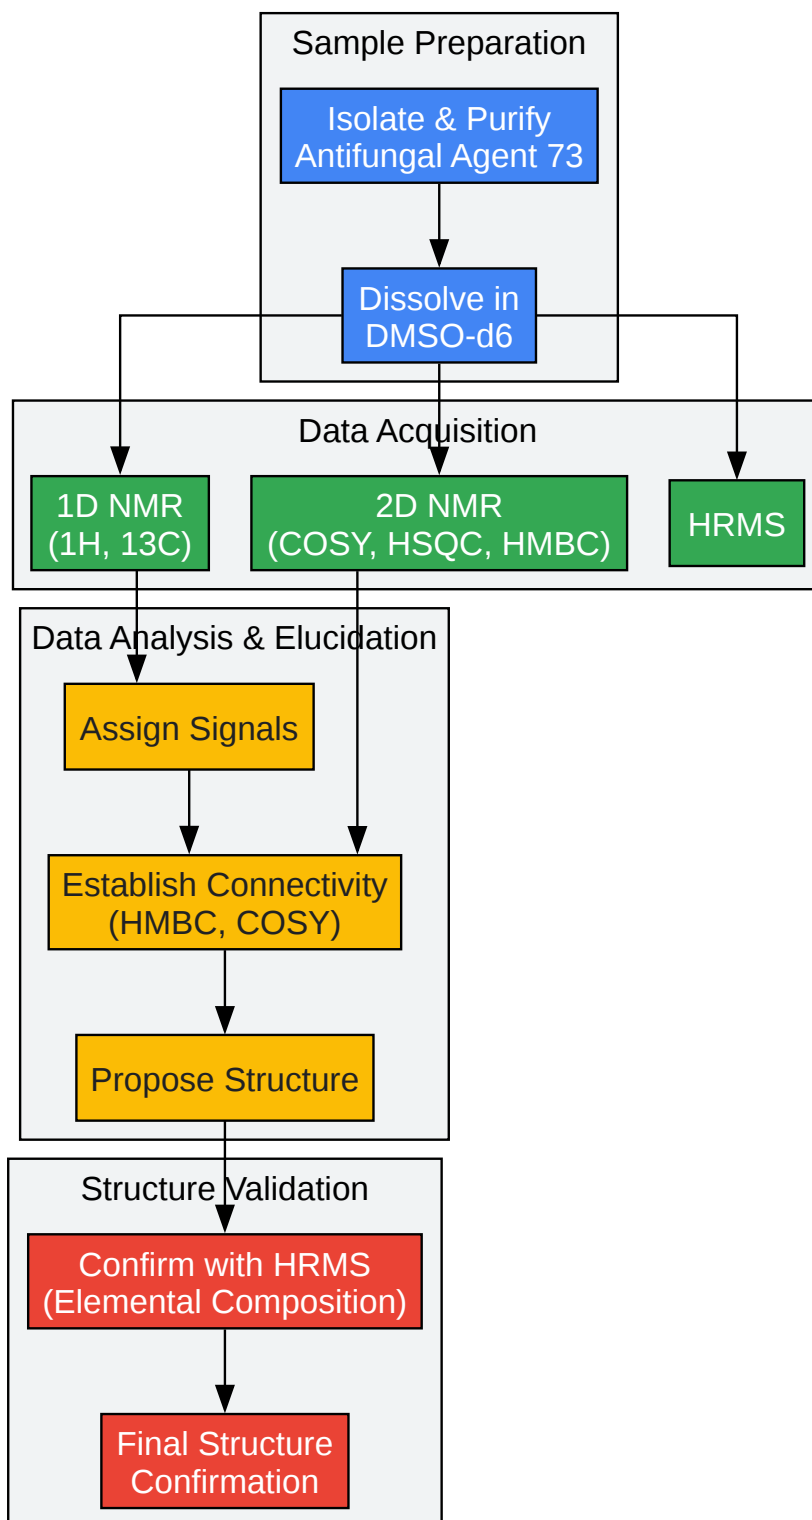 Sample Preparation
Isolate & Purify
Antifungal Agent 73
Dissolve in
DMSO-d6
Data Acquisition
1D NMR
(1H, 13C)
2D NMR
(COSY, HSQC, HMBC)
HRMS
Data Analysis & Elucidation
Assign Signals
Establish Connectivity
(HMBC, COSY)
Propose Structure
Structure Validation
Confirm with HRMS
(Elemental Composition)
Final Structure
Confirmation